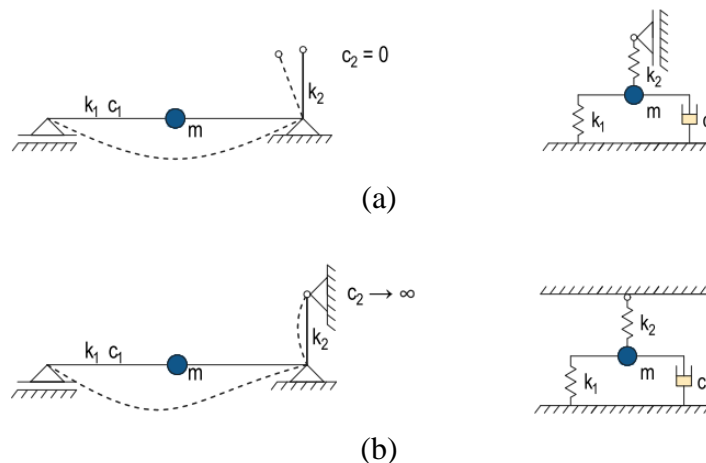 c₂ = 0
k₂
k₁ c₁
m
k₂
k₁
m
c
(a)
c₂ → ∞
k₂
k₁ c₁
m
k₂
k₁
m
c
(b)